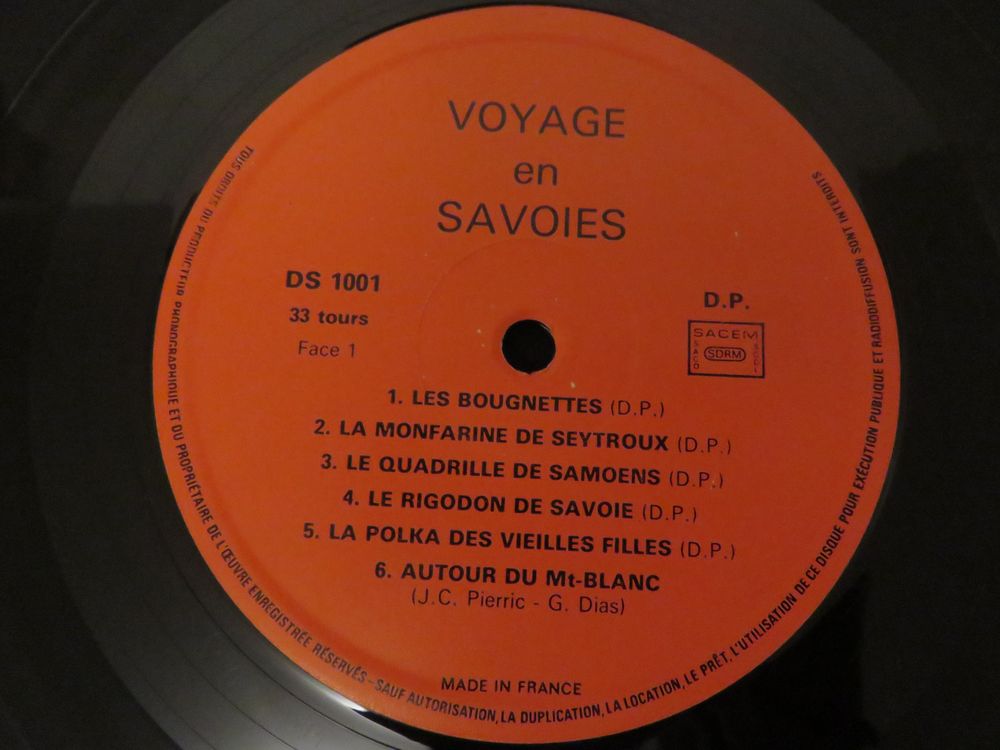 VOYAGE
en
SAVOIES
DS 1001
33 tours
Face 1
D.P.
SACEM
SACD
SDRM
SGDL
1. LES BOUGNETTES (D.P.)
2. LA MONFARINE DE SEYTROUX (D.P.)
3. LE QUADRILLE DE SAMOENS (D.P.)
4. LE RIGODON DE SAVOIE (D.P.)
5. LA POLKA DES VIEILLES FILLES (D.P.)
6. AUTOUR DU Mt-BLANC
(J.C. Pierric - G. Dias)
MADE IN FRANCE
TOUS DROITS DU PRODUCTEUR PHONOGRAPHIQUE ET DU PROPRIÉTAIRE DE L'ŒUVRE ENREGISTRÉE RÉSERVÉS - SAUF AUTORISATION, LA DUPLICATION, LA LOCATION, LE PRÊT, L'UTILISATION DE CE DISQUE POUR EXÉCUTION PUBLIQUE ET RADIODIFFUSION SONT INTERDITS